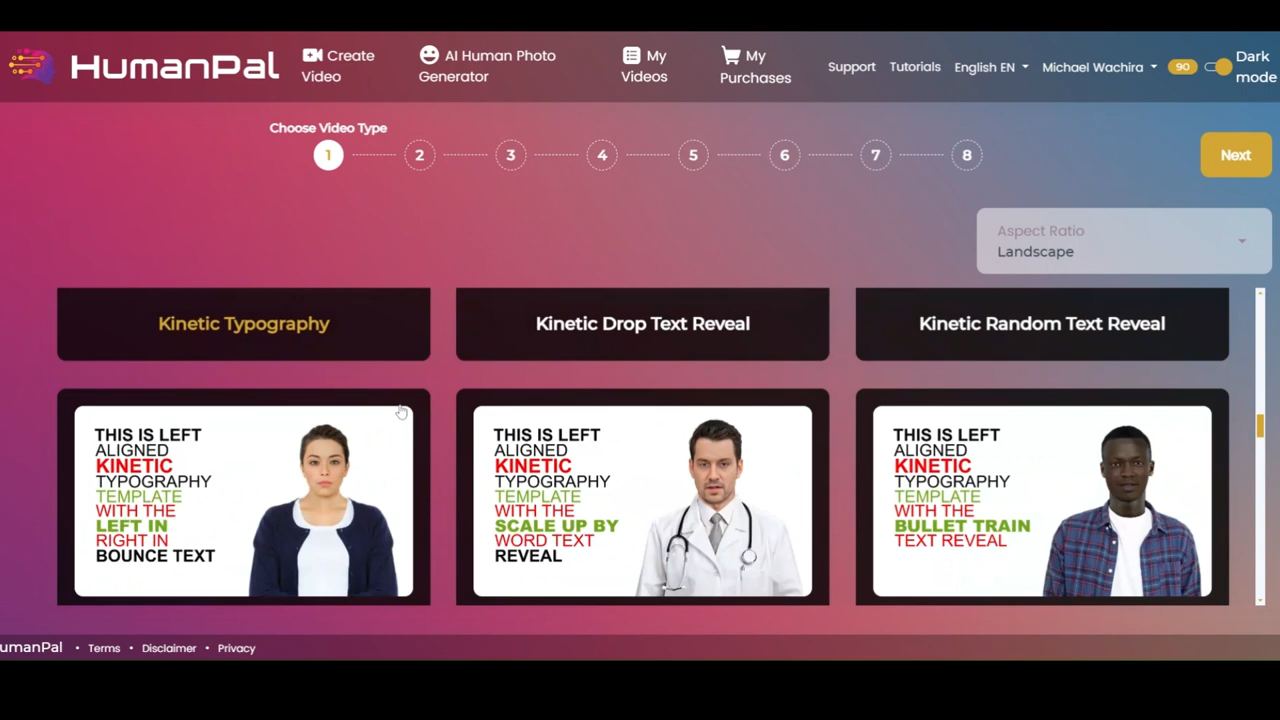 HumanPal
Create
Video
AI Human Photo
Generator
My
Videos
My
Purchases
Support
Tutorials
English EN
Michael Wachira
90
Dark
mode
Choose Video Type
1
2
3
4
5
6
7
8
Next
Aspect Ratio
Landscape
Kinetic Typography
Kinetic Drop Text Reveal
Kinetic Random Text Reveal
THIS IS LEFT
ALIGNED
KINETIC
TYPOGRAPHY
TEMPLATE
WITH THE
LEFT IN
RIGHT IN
BOUNCE TEXT
THIS IS LEFT
ALIGNED
KINETIC
TYPOGRAPHY
TEMPLATE
WITH THE
SCALE UP BY
WORD TEXT
REVEAL
THIS IS LEFT
ALIGNED
KINETIC
TYPOGRAPHY
TEMPLATE
WITH THE
BULLET TRAIN
TEXT REVEAL
umanPal • Terms • Disclaimer • Privacy